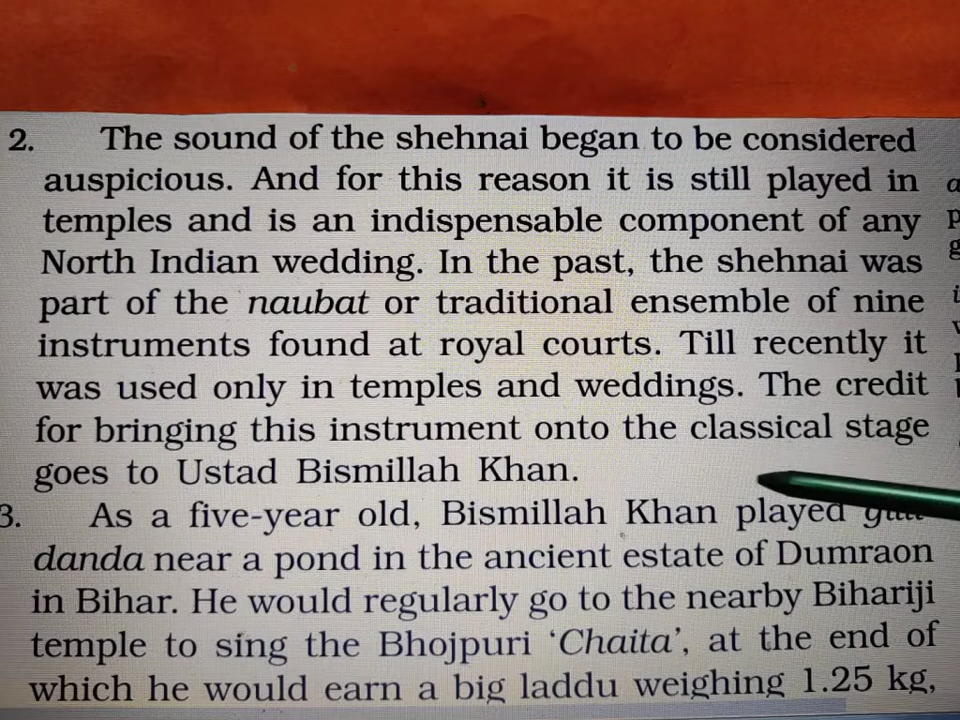 2. The sound of the shehnai began to be considered
auspicious. And for this reason it is still played in
temples and is an indispensable component of any
North Indian wedding. In the past, the shehnai was
part of the naubat or traditional ensemble of nine
instruments found at royal courts. Till recently it
was used only in temples and weddings. The credit
for bringing this instrument onto the classical stage
goes to Ustad Bismillah Khan.
3. As a five-year old, Bismillah Khan played
danda near a pond in the ancient estate of Dumraon
in Bihar. He would regularly go to the nearby Bihariji
temple to sing the Bhojpuri ‘Chaita’, at the end of
which he would earn a big laddu weighing 1.25 kg,